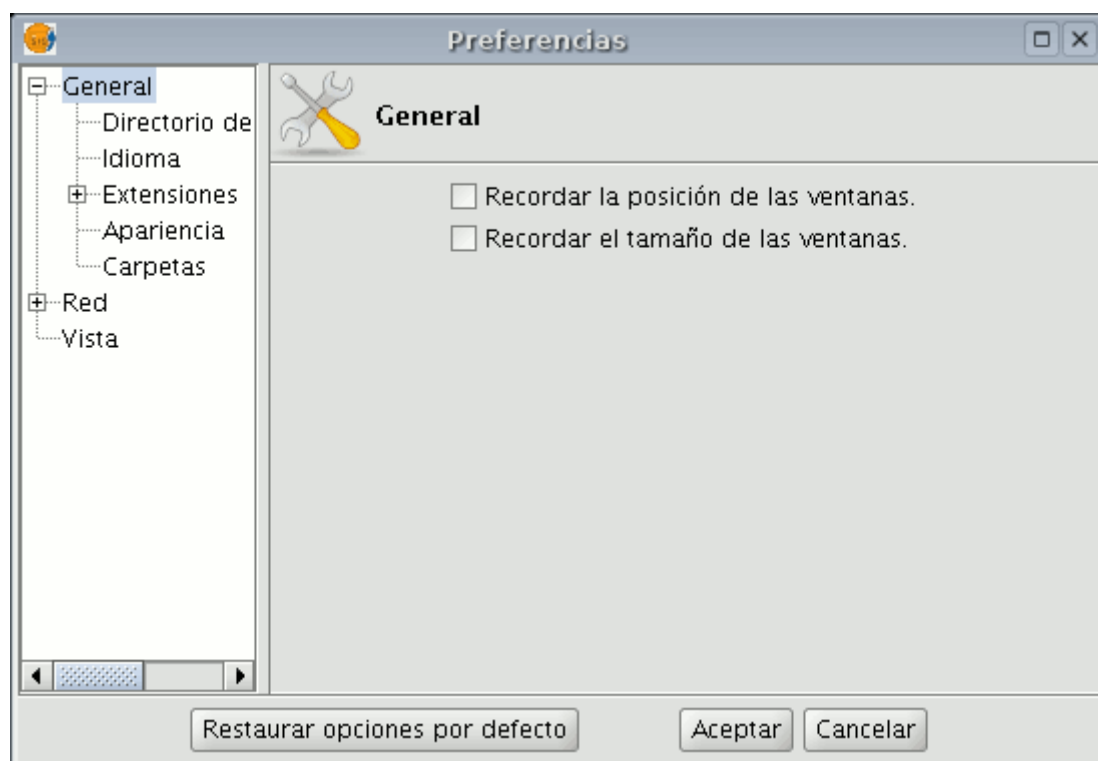 Preferencias
General
Directorio de
Idioma
Extensiones
Apariencia
Carpetas
Red
Vista
General
Recordar la posición de las ventanas.
Recordar el tamaño de las ventanas.
Restaurar opciones por defecto
Aceptar
Cancelar